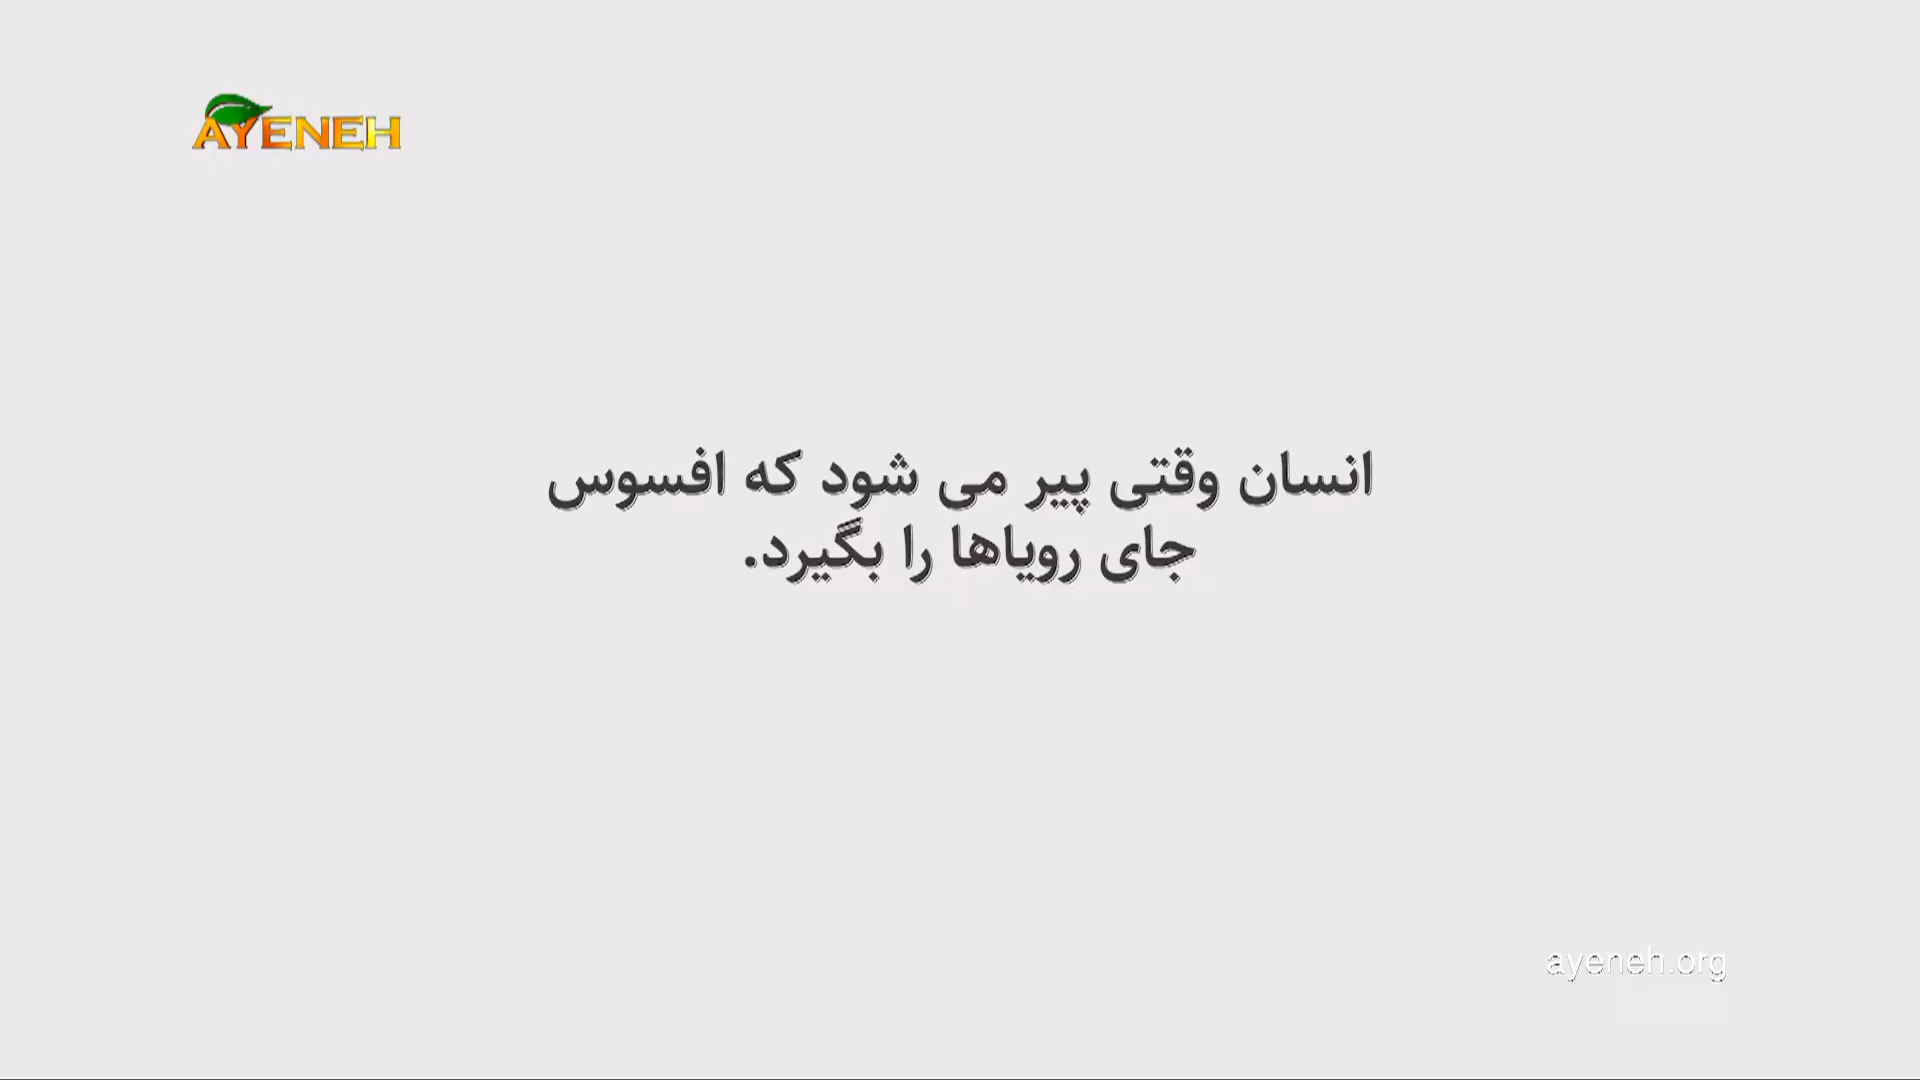 AYENEH
انسان وقتی پیر می شود که افسوس
جای رویاها را بگیرد.
ayeneh.org